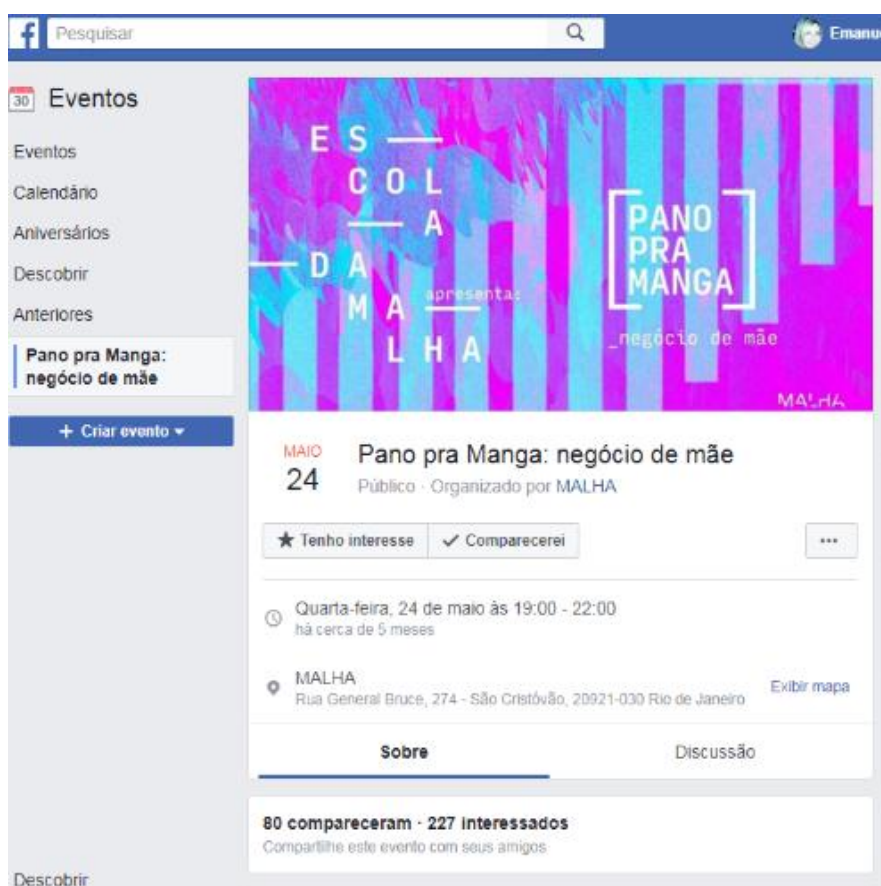 f Pesquisar Emanu
30 Eventos
Eventos
Calendário
Aniversários
Descobrir
Anteriores
Pano pra Manga:
negócio de mãe
+ Criar evento
ES
COL
A
DA
MA apresenta:
LHA
PANO
PRA
MANGA
_negócio de mãe
MALHA
MAIO
24
Pano pra Manga: negócio de mãe
Público · Organizado por MALHA
Tenho interesse
Comparecerei
...
Quarta-feira, 24 de maio às 19:00 - 22:00
há cerca de 5 meses
MALHA
Rua General Bruce, 274 - São Cristóvão, 20921-030 Rio de Janeiro
Exibir mapa
Sobre
Discussão
80 compareceram · 227 interessados
Compartilhe este evento com seus amigos
Descobrir